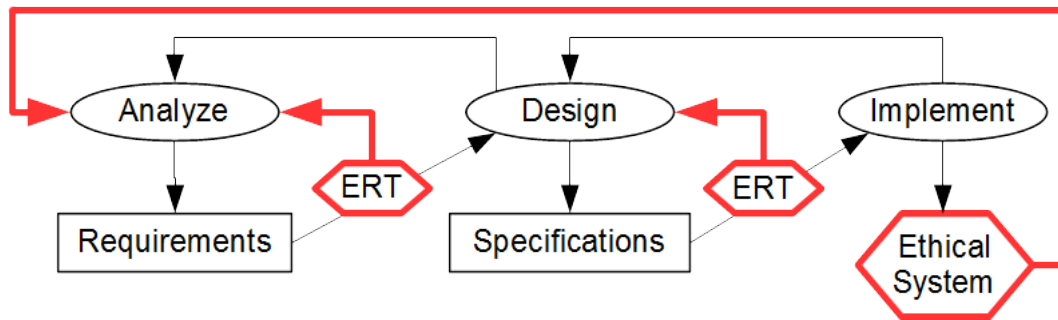 Analyze
Design
Implement
ERT
ERT
Requirements
Specifications
Ethical
System